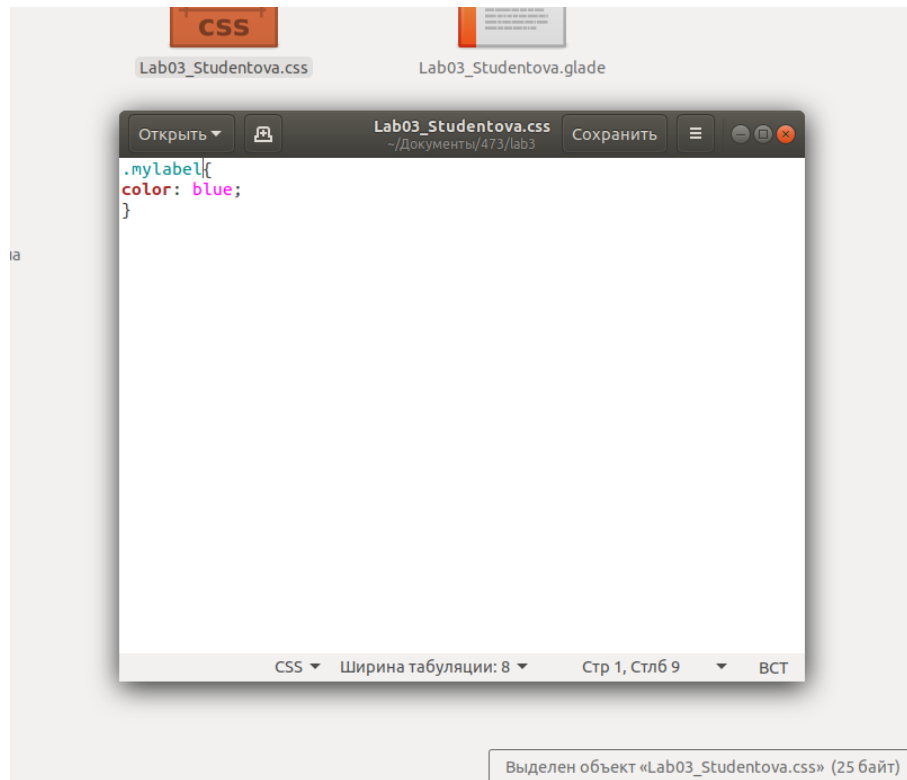 CSS
Lab03_Studentova.css
Lab03_Studentova.glade
Открыть
Lab03_Studentova.css
~/Документы/473/lab3
Сохранить
.mylabel{
color: blue;
}
ıa
CSS
Ширина табуляции: 8
Стр 1, Стлб 9
ВСТ
Выделен объект «Lab03_Studentova.css» (25 байт)